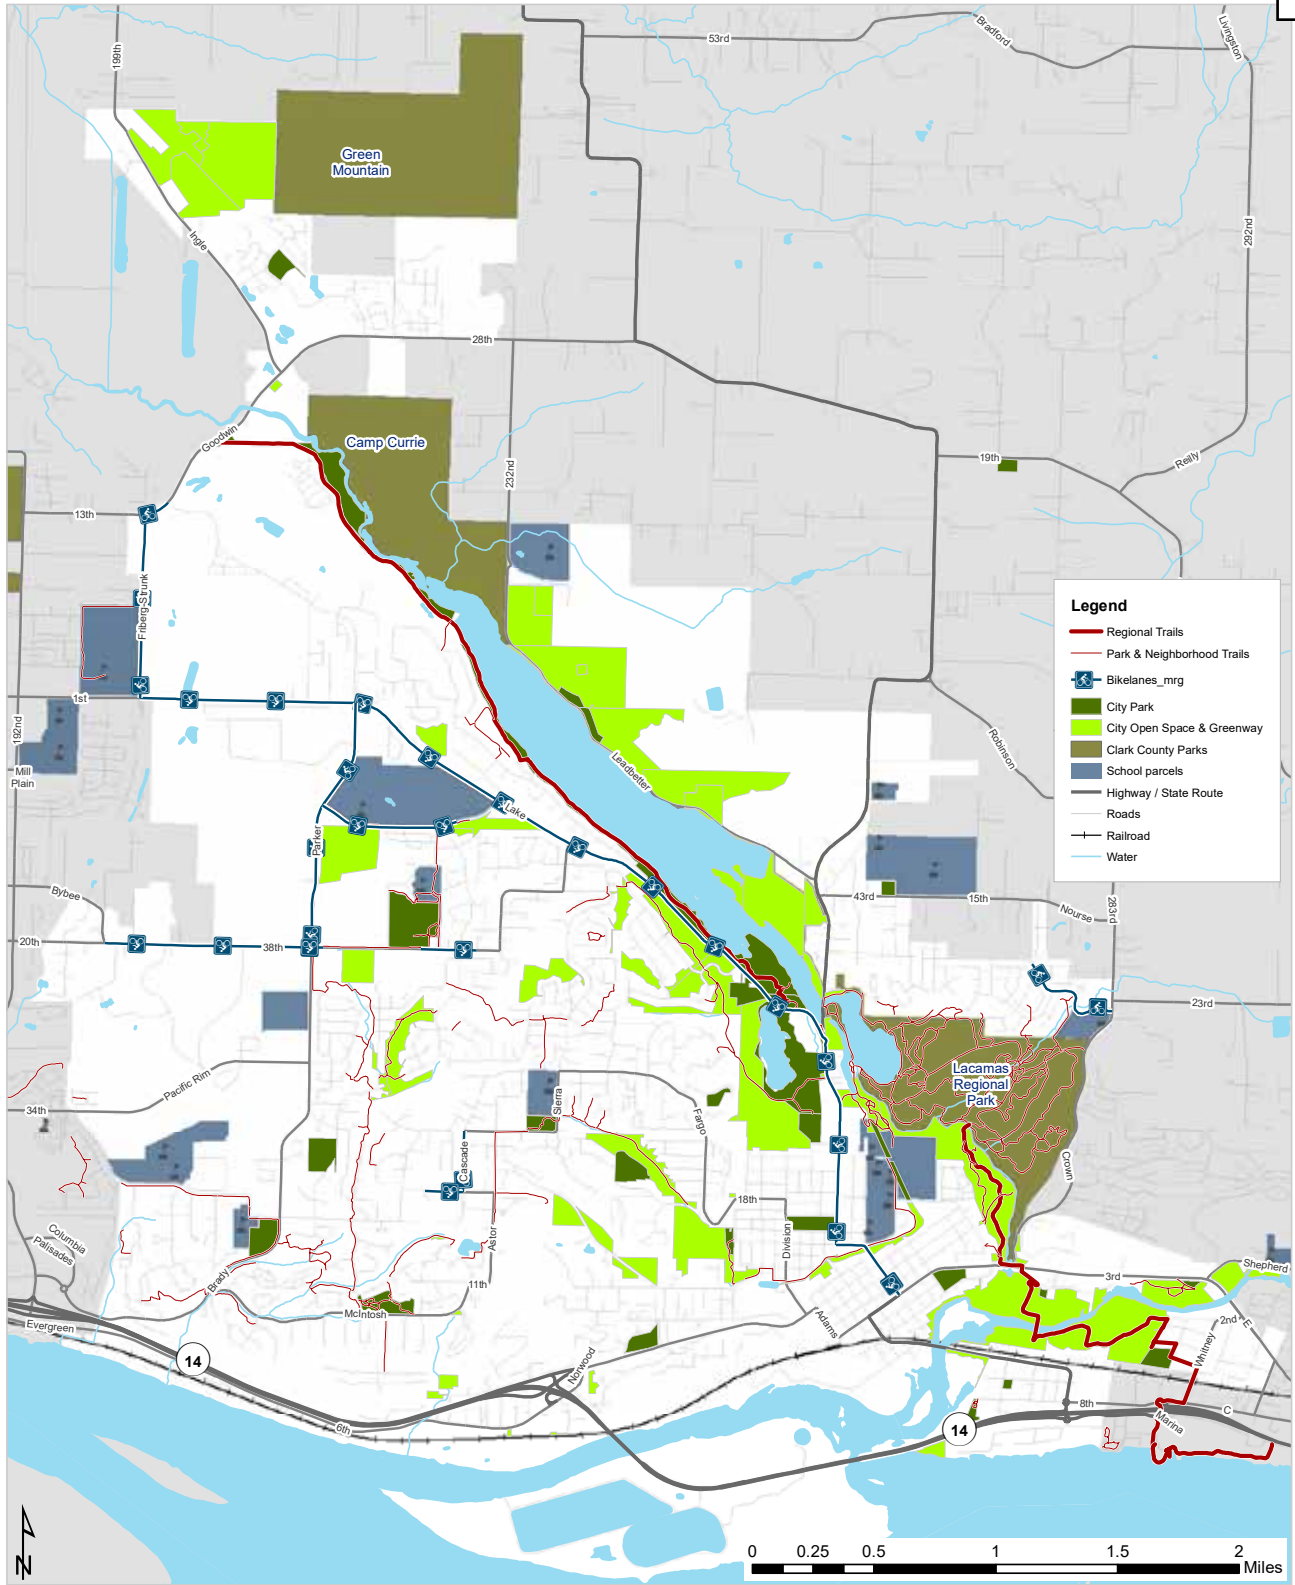 199th
53rd
Bradford
Livingston
Green
Mountain
Ingle
292nd
28th
Goodwin
Camp Currie
232nd
19th
Reilly
13th
Friberg-Strunk
1st
192nd
Mill
Plain
Leadbetter
Robinson
Lake
Parker
Bybee
20th
38th
43rd
15th
Nourse
283rd
23rd
Legend
Regional Trails
Park & Neighborhood Trails
Bikelanes_mrg
City Park
City Open Space & Greenway
Clark County Parks
School parcels
Highway / State Route
Roads
Railroad
Water
Pacific Rim
34th
Sierra
Fargo
Cascade
Lacamas
Regional
Park
Crown
18th
Division
Astor
11th
Columbia
Palisades
Brady
McIntosh
Evergreen
14
6th
Norwood
Adams
3rd
Shepherd
2nd
E
Whitney
8th
C
Marina
14
N
0 0.25 0.5 1 1.5 2
Miles